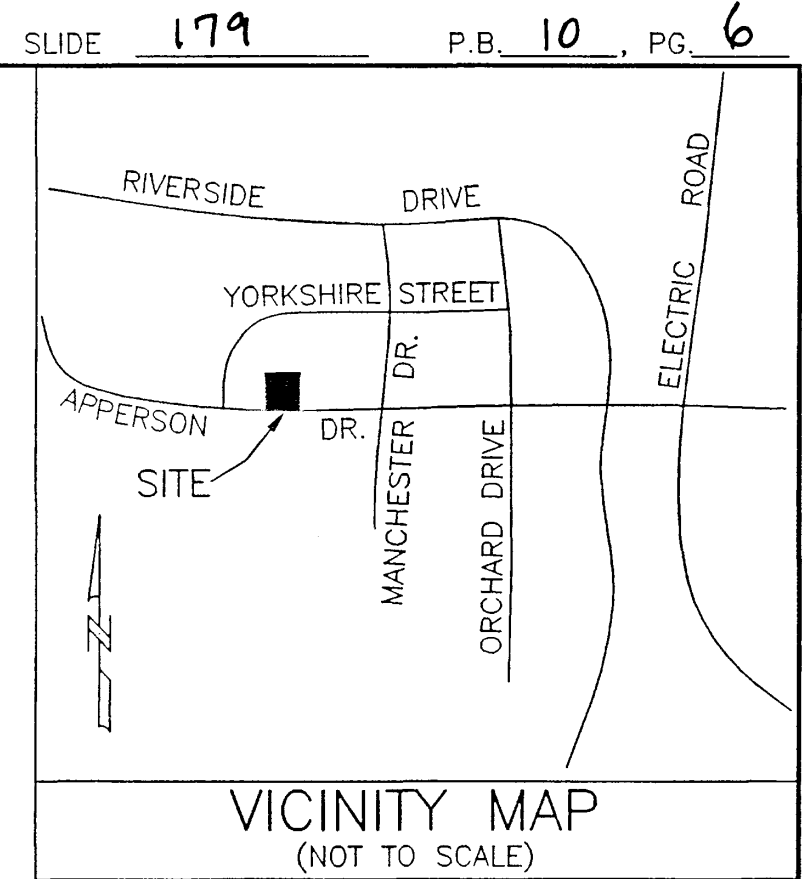 SLIDE 179 P.B. 10, PG. 6
RIVERSIDE DRIVE
ELECTRIC ROAD
YORKSHIRE STREET
APPERSON DR.
MANCHESTER DR.
ORCHARD DRIVE
SITE
N
VICINITY MAP
(NOT TO SCALE)